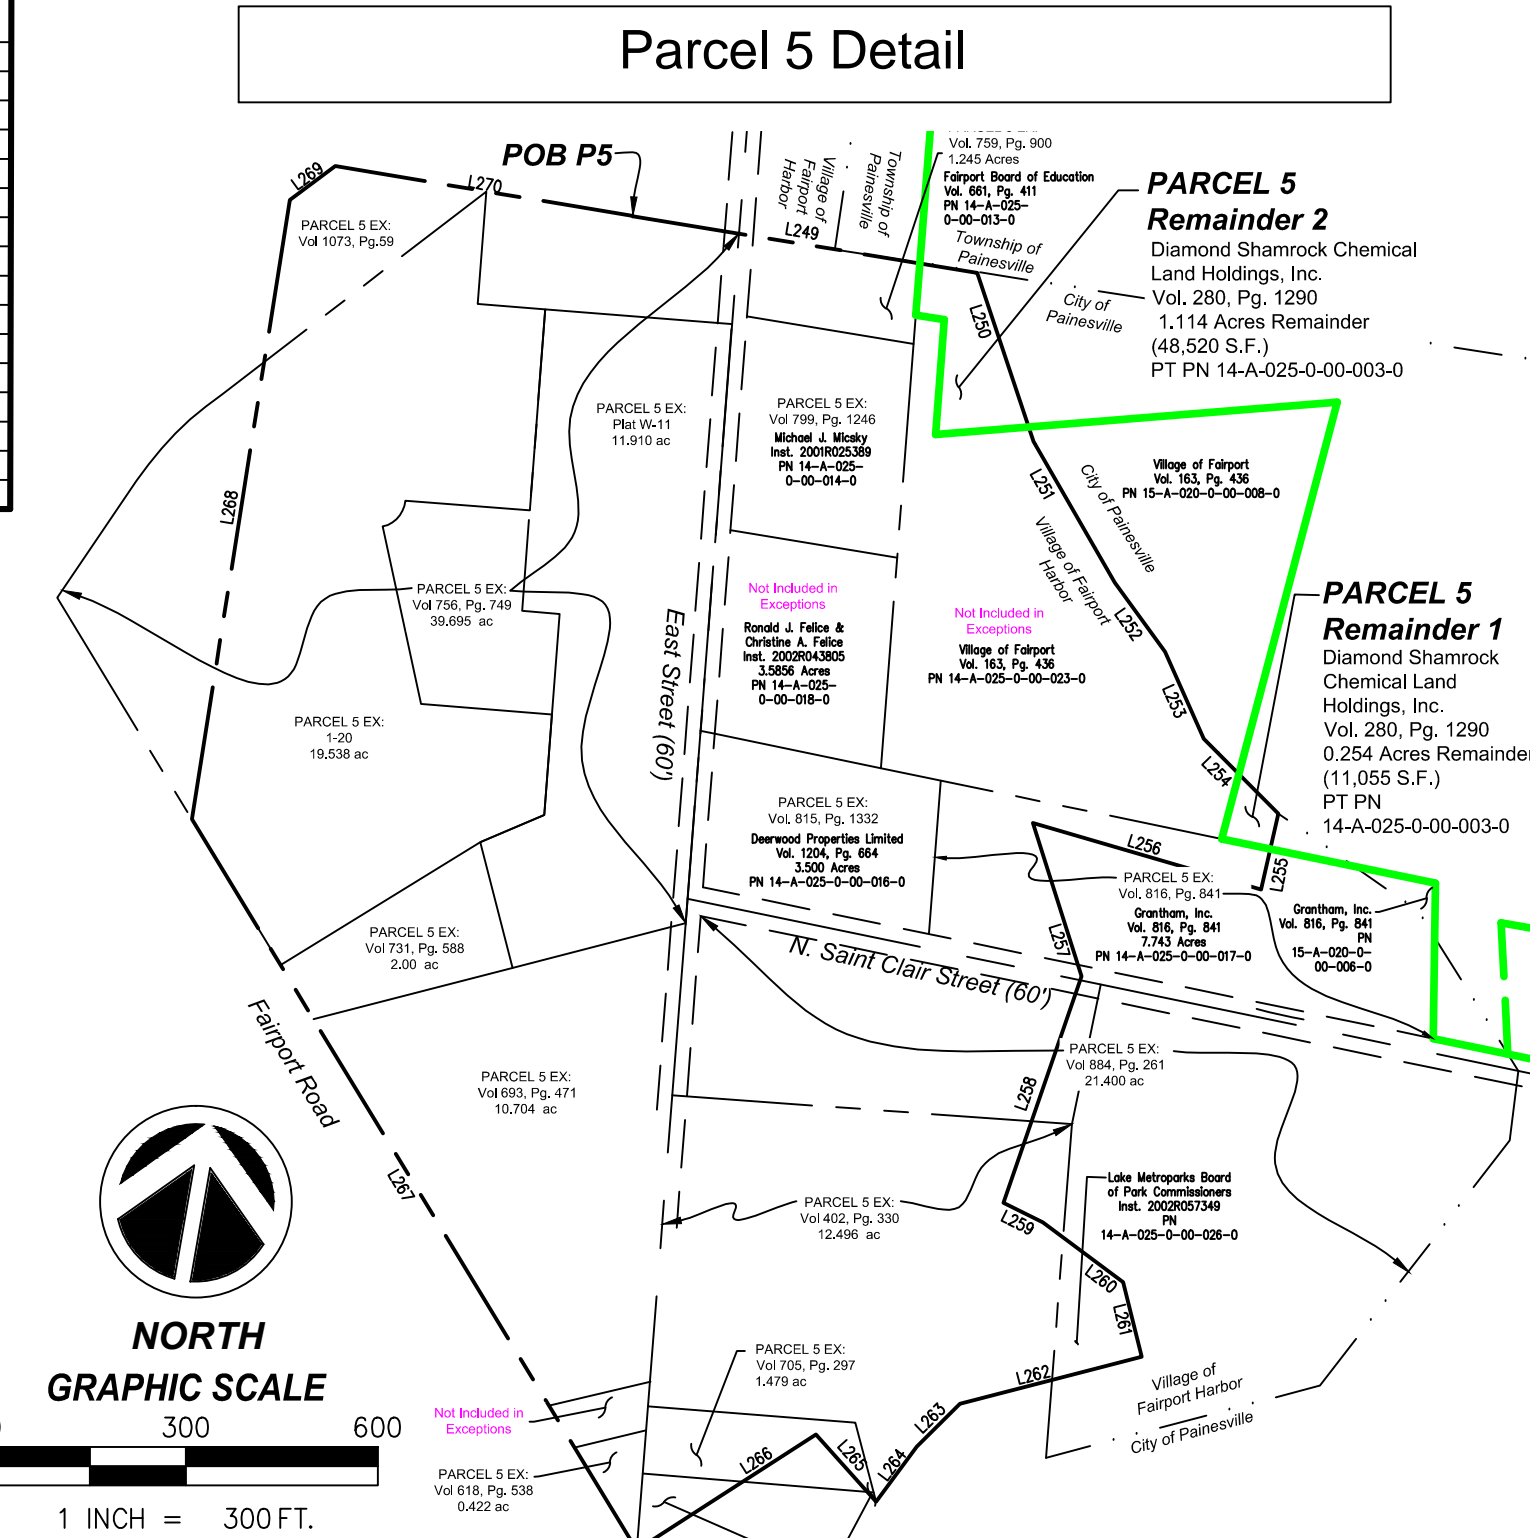 Parcel 5 Detail
POB P5
L269
L270
L249
Village of
Fairport
Harbor
Township of
Painesville
Vol. 759, Pg. 900
1.245 Acres
Fairport Board of Education
Vol. 661, Pg. 411
PN 14-A-025-
0-00-013-0
Township of
Painesville
City of
Painesville
PARCEL 5
Remainder 2
Diamond Shamrock Chemical
Land Holdings, Inc.
Vol. 280, Pg. 1290
1.114 Acres Remainder
(48,520 S.F.)
PT PN 14-A-025-0-00-003-0
PARCEL 5 EX:
Vol 1073, Pg.59
L250
PARCEL 5 EX:
Plat W-11
11.910 ac
PARCEL 5 EX:
Vol 799, Pg. 1246
Michael J. Micsky
Inst. 2001R025389
PN 14-A-025-
0-00-014-0
L268
L251
City of Painesville
Village of Fairport
Harbor
Village of Fairport
Vol. 163, Pg. 436
PN 15-A-020-0-00-008-0
PARCEL 5 EX:
Vol 756, Pg. 749
39.695 ac
East Street (60')
Not Included in
Exceptions
Ronald J. Felice &
Christine A. Felice
Inst. 2002R043805
3.5856 Acres
PN 14-A-025-
0-00-018-0
Not Included in
Exceptions
Village of Fairport
Vol. 163, Pg. 436
PN 14-A-025-0-00-023-0
L252
L253
L254
PARCEL 5
Remainder 1
Diamond Shamrock
Chemical Land
Holdings, Inc.
Vol. 280, Pg. 1290
0.254 Acres Remainder
(11,055 S.F.)
PT PN
14-A-025-0-00-003-0
PARCEL 5 EX:
1-20
19.538 ac
PARCEL 5 EX:
Vol. 815, Pg. 1332
Deerwood Properties Limited
Vol. 1204, Pg. 664
3.500 Acres
PN 14-A-025-0-00-016-0
L256
L255
PARCEL 5 EX:
Vol. 816, Pg. 841
Grantham, Inc.
Vol. 816, Pg. 841
7.743 Acres
PN 14-A-025-0-00-017-0
Grantham, Inc.
Vol. 816, Pg. 841
PN
15-A-020-0-
00-006-0
L257
PARCEL 5 EX:
Vol 731, Pg. 588
2.00 ac
N. Saint Clair Street (60')
Fairport Road
PARCEL 5 EX:
Vol 693, Pg. 471
10.704 ac
PARCEL 5 EX:
Vol 884, Pg. 261
21.400 ac
L258
L267
PARCEL 5 EX:
Vol 402, Pg. 330
12.496 ac
Lake Metroparks Board
of Park Commissioners
Inst. 2002R057349
PN
14-A-025-0-00-026-0
L259
L260
L261
L262
NORTH
GRAPHIC SCALE
300
600
1 INCH = 300 FT.
PARCEL 5 EX:
Vol 705, Pg. 297
1.479 ac
Village of
Fairport Harbor
City of Painesville
Not Included in
Exceptions
PARCEL 5 EX:
Vol 618, Pg. 538
0.422 ac
L266
L265
L264
L263